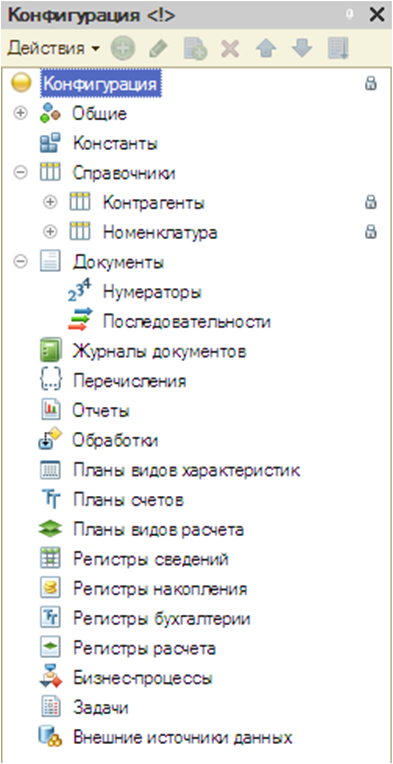 Конфигурация <!>
Действия
Конфигурация
Общие
Константы
Справочники
Контрагенты
Номенклатура
Документы
Нумераторы
Последовательности
Журналы документов
Перечисления
Отчеты
Обработки
Планы видов характеристик
Планы счетов
Планы видов расчета
Регистры сведений
Регистры накопления
Регистры бухгалтерии
Регистры расчета
Бизнес-процессы
Задачи
Внешние источники данных